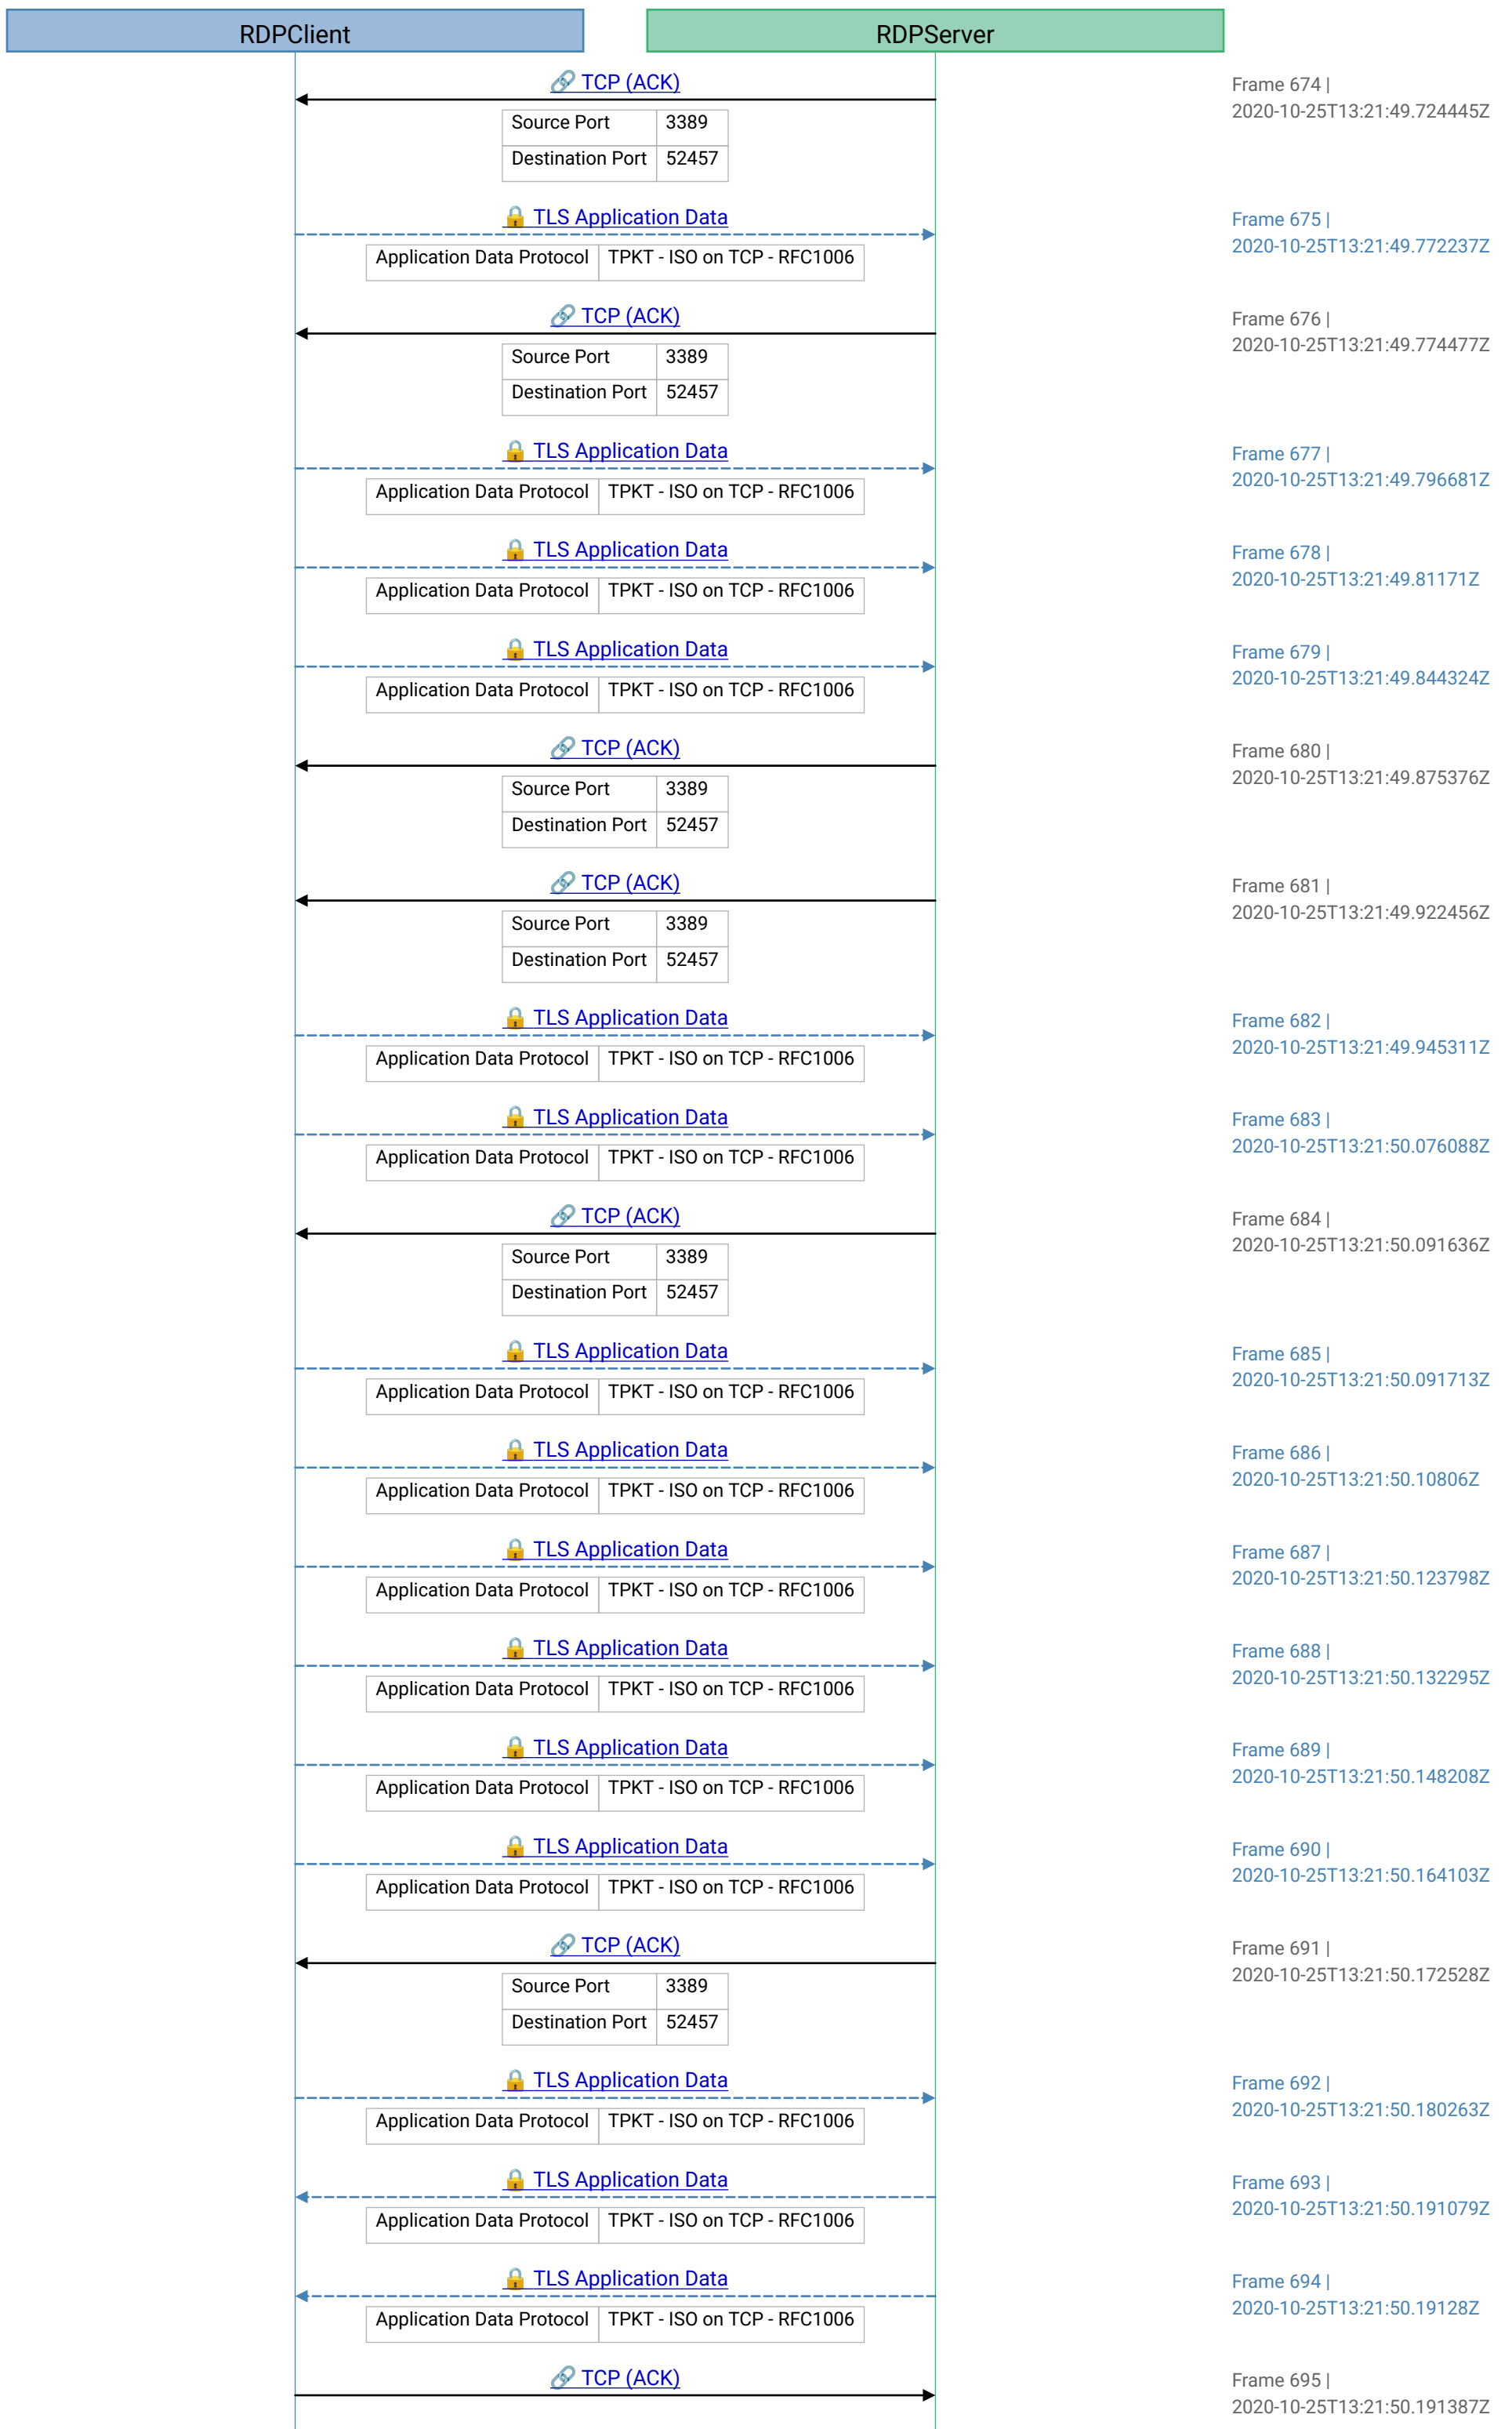 RDPClient
RDPServer
TCP (ACK)
Frame 674 |
2020-10-25T13:21:49.724445Z
Source Port 3389
Destination Port 52457
TLS Application Data
Frame 675 |
2020-10-25T13:21:49.772237Z
Application Data Protocol TPKT - ISO on TCP - RFC1006
TCP (ACK)
Frame 676 |
2020-10-25T13:21:49.774477Z
Source Port 3389
Destination Port 52457
TLS Application Data
Frame 677 |
2020-10-25T13:21:49.796681Z
Application Data Protocol TPKT - ISO on TCP - RFC1006
TLS Application Data
Frame 678 |
2020-10-25T13:21:49.81171Z
Application Data Protocol TPKT - ISO on TCP - RFC1006
TLS Application Data
Frame 679 |
2020-10-25T13:21:49.844324Z
Application Data Protocol TPKT - ISO on TCP - RFC1006
TCP (ACK)
Frame 680 |
2020-10-25T13:21:49.875376Z
Source Port 3389
Destination Port 52457
TCP (ACK)
Frame 681 |
2020-10-25T13:21:49.922456Z
Source Port 3389
Destination Port 52457
TLS Application Data
Frame 682 |
2020-10-25T13:21:49.945311Z
Application Data Protocol TPKT - ISO on TCP - RFC1006
TLS Application Data
Frame 683 |
2020-10-25T13:21:50.076088Z
Application Data Protocol TPKT - ISO on TCP - RFC1006
TCP (ACK)
Frame 684 |
2020-10-25T13:21:50.091636Z
Source Port 3389
Destination Port 52457
TLS Application Data
Frame 685 |
2020-10-25T13:21:50.091713Z
Application Data Protocol TPKT - ISO on TCP - RFC1006
TLS Application Data
Frame 686 |
2020-10-25T13:21:50.10806Z
Application Data Protocol TPKT - ISO on TCP - RFC1006
TLS Application Data
Frame 687 |
2020-10-25T13:21:50.123798Z
Application Data Protocol TPKT - ISO on TCP - RFC1006
TLS Application Data
Frame 688 |
2020-10-25T13:21:50.132295Z
Application Data Protocol TPKT - ISO on TCP - RFC1006
TLS Application Data
Frame 689 |
2020-10-25T13:21:50.148208Z
Application Data Protocol TPKT - ISO on TCP - RFC1006
TLS Application Data
Frame 690 |
2020-10-25T13:21:50.164103Z
Application Data Protocol TPKT - ISO on TCP - RFC1006
TCP (ACK)
Frame 691 |
2020-10-25T13:21:50.172528Z
Source Port 3389
Destination Port 52457
TLS Application Data
Frame 692 |
2020-10-25T13:21:50.180263Z
Application Data Protocol TPKT - ISO on TCP - RFC1006
TLS Application Data
Frame 693 |
2020-10-25T13:21:50.191079Z
Application Data Protocol TPKT - ISO on TCP - RFC1006
TLS Application Data
Frame 694 |
2020-10-25T13:21:50.19128Z
Application Data Protocol TPKT - ISO on TCP - RFC1006
TCP (ACK)
Frame 695 |
2020-10-25T13:21:50.191387Z